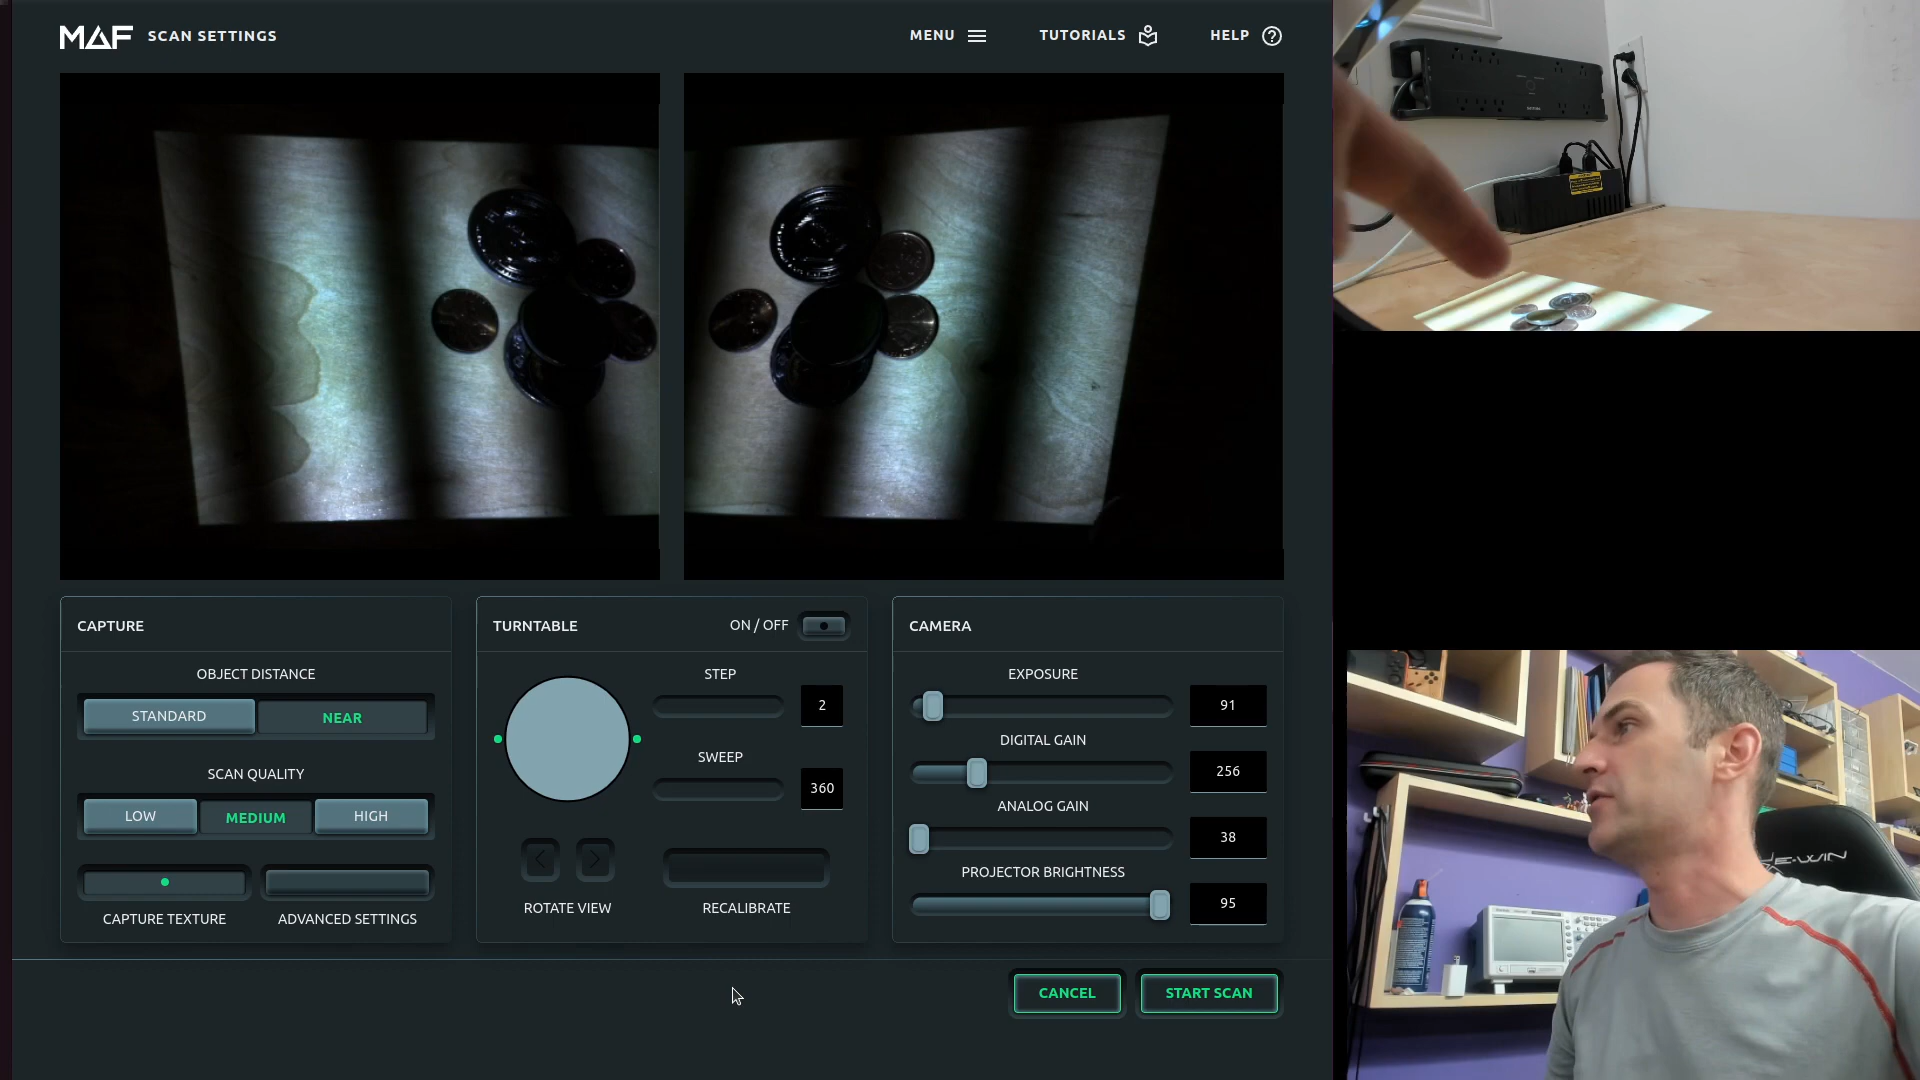 MAF SCAN SETTINGS
MENU
TUTORIALS
HELP
CAPTURE
OBJECT DISTANCE
STANDARD
NEAR
SCAN QUALITY
LOW
MEDIUM
HIGH
CAPTURE TEXTURE
ADVANCED SETTINGS
TURNTABLE
ON / OFF
STEP
2
SWEEP
360
ROTATE VIEW
RECALIBRATE
CAMERA
EXPOSURE
91
DIGITAL GAIN
256
ANALOG GAIN
38
PROJECTOR BRIGHTNESS
95
CANCEL
START SCAN